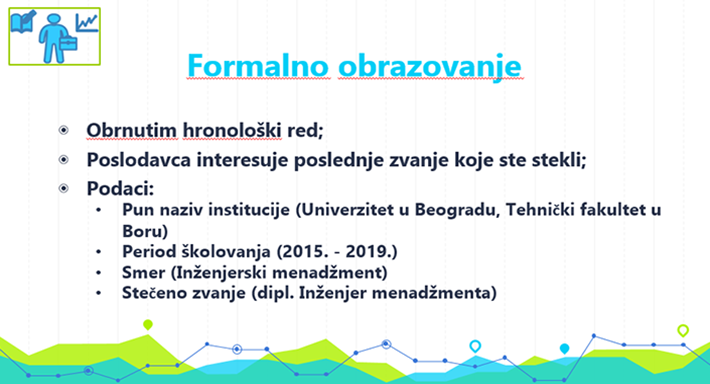 Formalno obrazovanje
Obrnutim hronološki red;
Poslodavca interesuje poslednje zvanje koje ste stekli;
Podaci:
Pun naziv institucije (Univerzitet u Beogradu, Tehnički fakultet u
Boru)
Period školovanja (2015. - 2019.)
Smer (Inženjerski menadžment)
Stečeno zvanje (dipl. Inženjer menadžmenta)